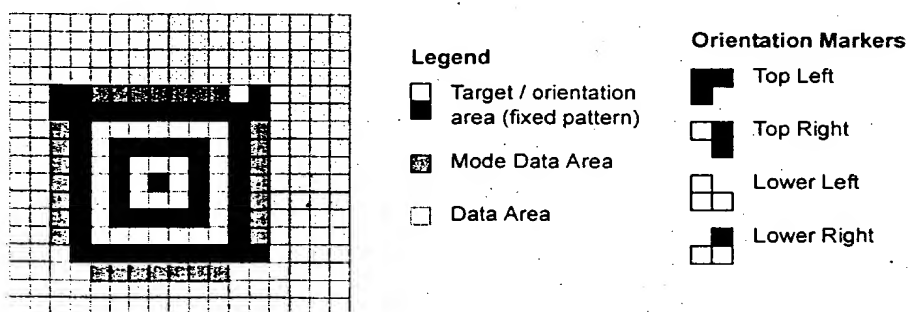 Legend
Target / orientation
area (fixed pattern)
Mode Data Area
Data Area
Orientation Markers
Top Left
Top Right
Lower Left
Lower Right